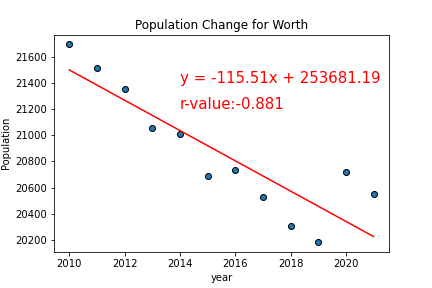 Population Change for Worth
Population
21600
21400
21200
21000
20800
20600
20400
20200
y = -115.51x + 253681.19
r-value:-0.881
2010 2012 2014 2016 2018 2020
year